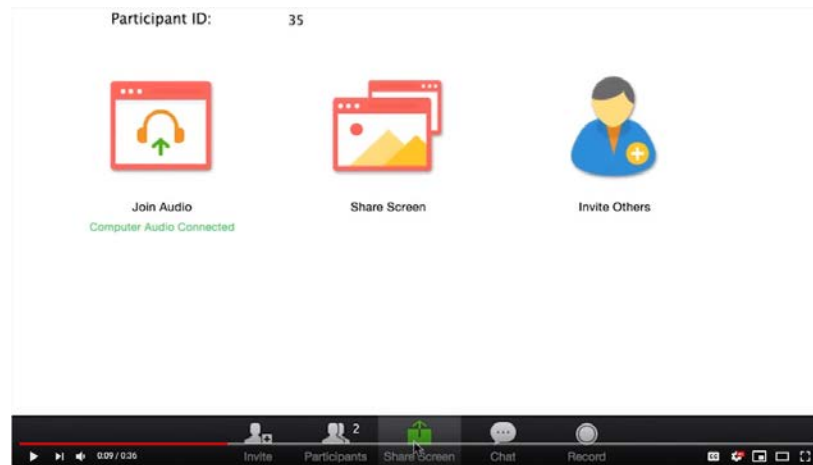 Participant ID: 35
Join Audio Share Screen Invite Others
Computer Audio Connected
2
0:09 / 0:36 Invite Participants Share Screen Chat Record CC